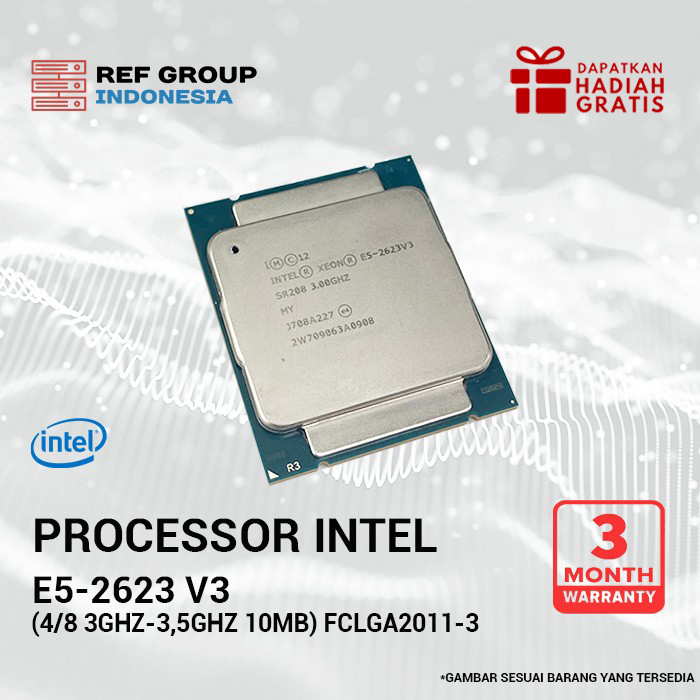 REF GROUP
INDONESIA
DAPATKAN
HADIAH
GRATIS
I Ⓜ Ⓒ 12
INTEL® XEON® E5-2623V3
SR208 3.00GHZ
MY
J708A227 e4
2W709063A0908
R3
intel
PROCESSOR INTEL
E5-2623 V3
(4/8 3GHZ-3,5GHZ 10MB) FCLGA2011-3
3
MONTH
WARRANTY
*GAMBAR SESUAI BARANG YANG TERSEDIA